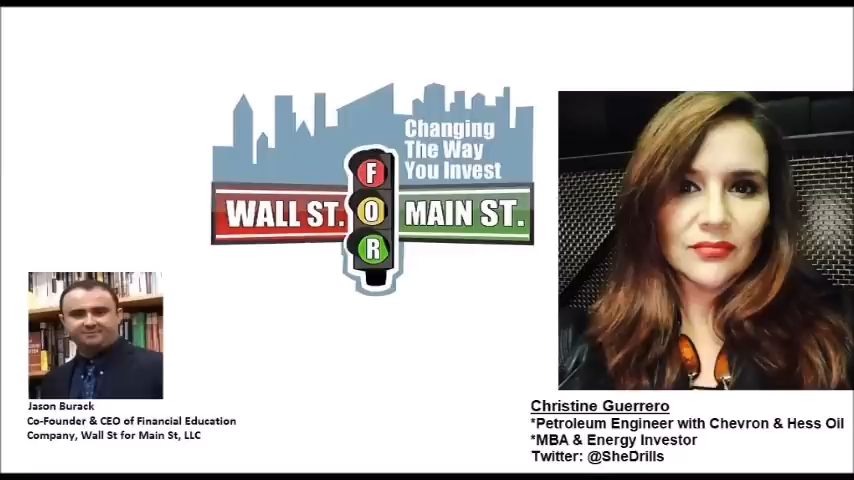 Changing
The Way
You Invest
WALL ST. FOR MAIN ST.
Jason Burack
Co-Founder & CEO of Financial Education
Company, Wall St for Main St, LLC
Christine Guerrero
*Petroleum Engineer with Chevron & Hess Oil
*MBA & Energy Investor
Twitter: @SheDrills